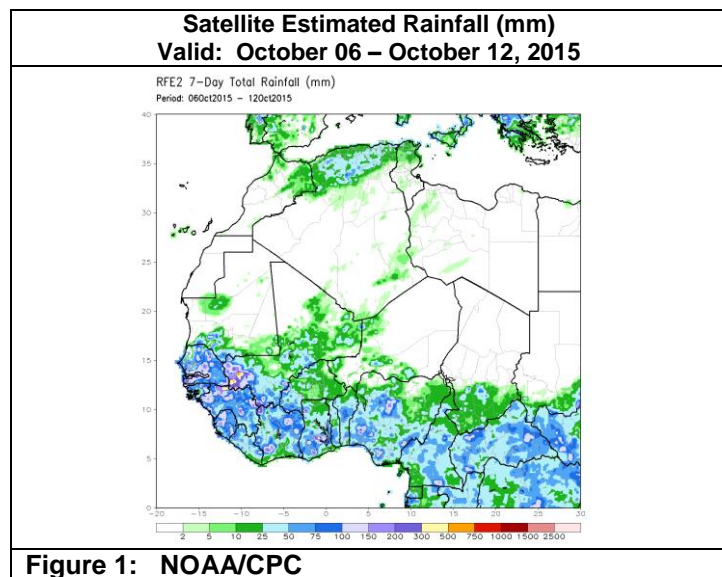 Satellite Estimated Rainfall (mm)
Valid: October 06 – October 12, 2015
RFE2 7-Day Total Rainfall (mm)
Period: 06Oct2015 – 12Oct2015
40
35
30
25
20
15
10
5
0
-20 -15 -10 -5 0 5 10 15 20 25 30
2 5 10 25 50 75 100 150 200 300 500 750 1000 1500 2500
Figure 1: NOAA/CPC